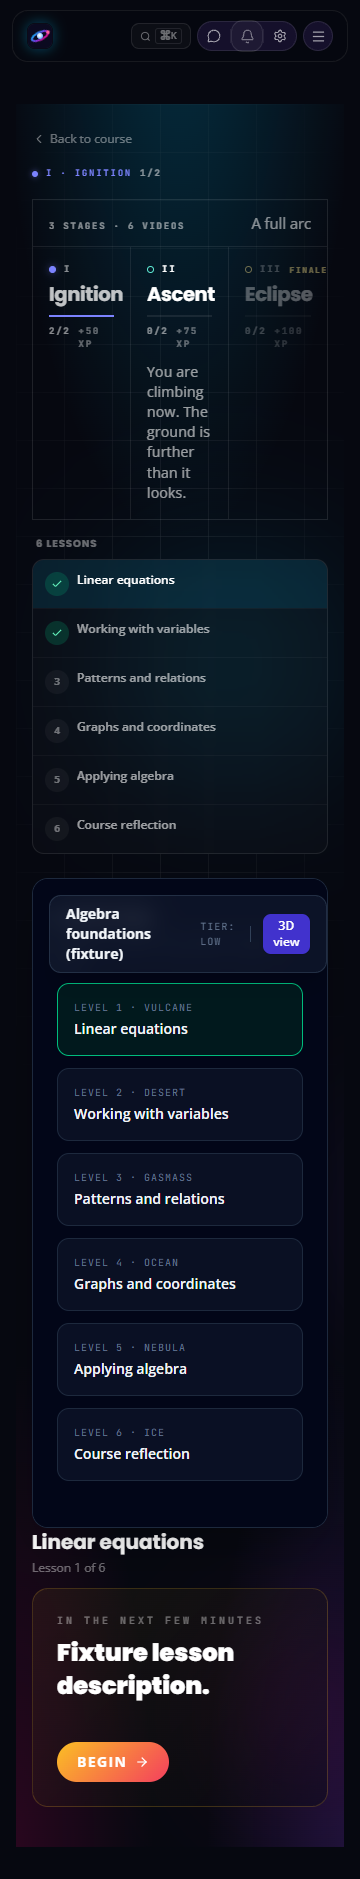 ⌘K
Back to course
I · IGNITION 1/2
3 STAGES · 6 VIDEOS
A full arc
I
Ignition
2/2 +50
XP
II
Ascent
0/2 +75
XP
You are
climbing
now. The
ground is
further
than it
looks.
III FINALE
Eclipse
0/2 +100
XP
6 LESSONS
Linear equations
Working with variables
3 Patterns and relations
4 Graphs and coordinates
5 Applying algebra
6 Course reflection
Algebra
foundations
(fixture)
TIER:
LOW
3D
view
LEVEL 1 · VULCANE
Linear equations
LEVEL 2 · DESERT
Working with variables
LEVEL 3 · GASMASS
Patterns and relations
LEVEL 4 · OCEAN
Graphs and coordinates
LEVEL 5 · NEBULA
Applying algebra
LEVEL 6 · ICE
Course reflection
Linear equations
Lesson 1 of 6
IN THE NEXT FEW MINUTES
Fixture lesson
description.
BEGIN →